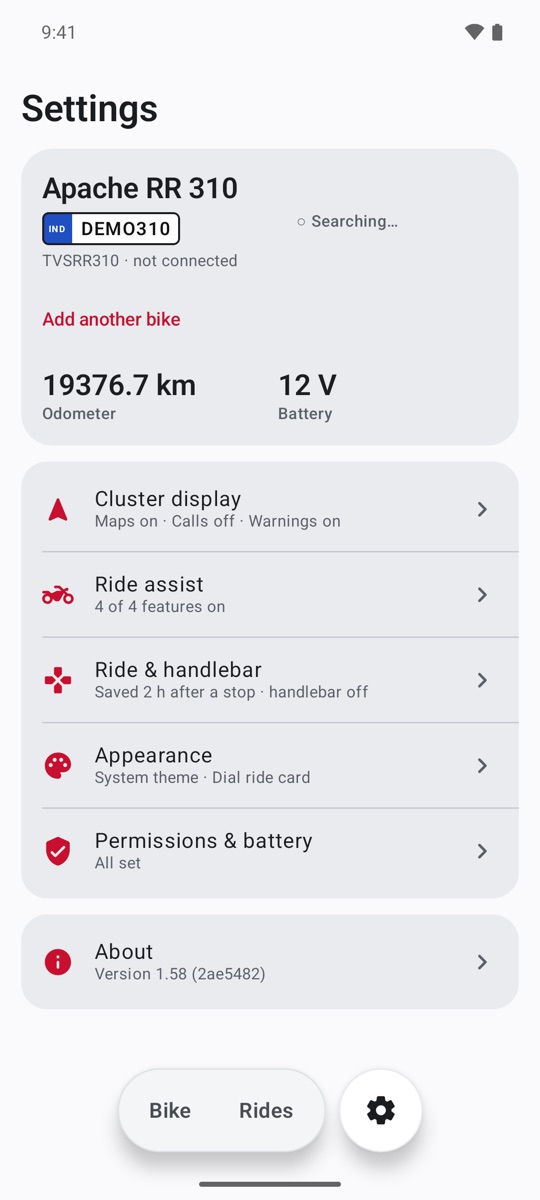 9:41
Settings
Apache RR 310
IND DEMO310
○ Searching…
TVSRR310 · not connected
Add another bike
19376.7 km
Odometer
12 V
Battery
Cluster display
Maps on · Calls off · Warnings on
Ride assist
4 of 4 features on
Ride & handlebar
Saved 2 h after a stop · handlebar off
Appearance
System theme · Dial ride card
Permissions & battery
All set
About
Version 1.58 (2ae5482)
Bike
Rides